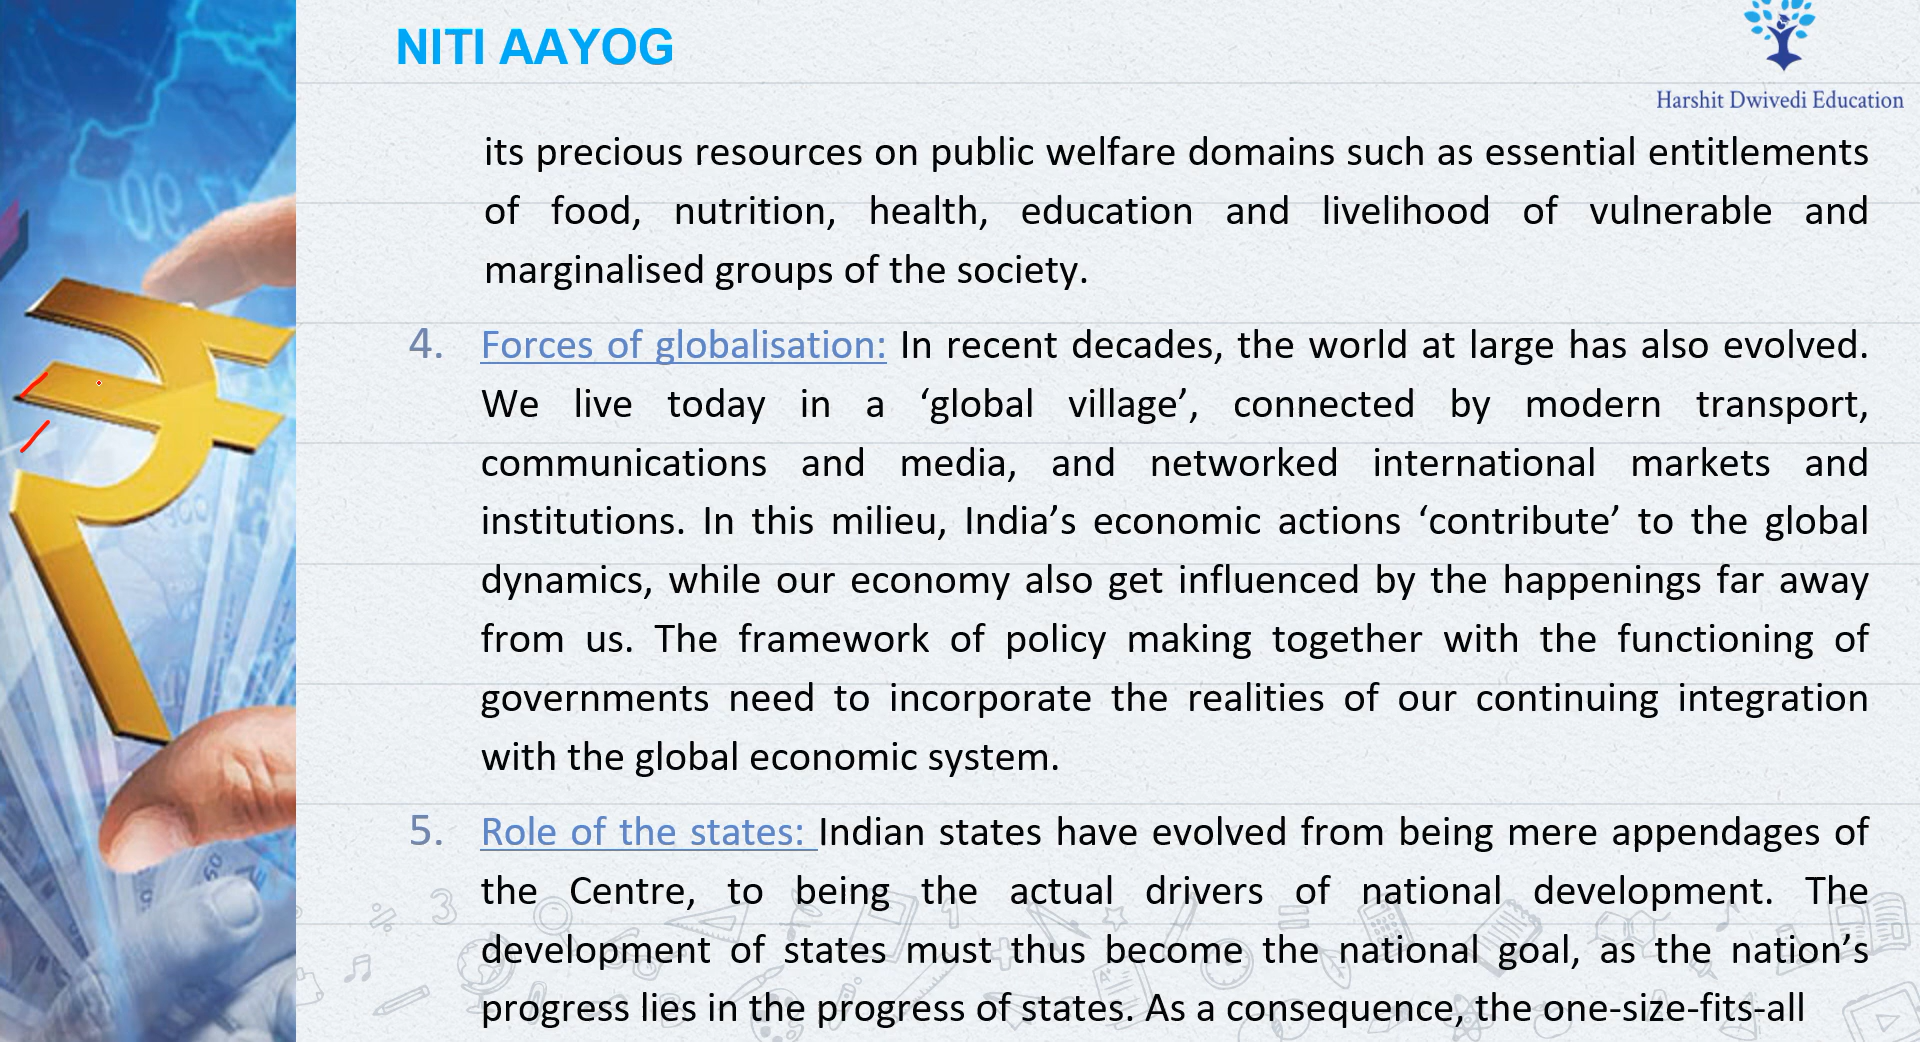 NITI AAYOG
Harshit Dwivedi Education
its precious resources on public welfare domains such as essential entitlements
of food, nutrition, health, education and livelihood of vulnerable and
marginalised groups of the society.
4. Forces of globalisation: In recent decades, the world at large has also evolved.
We live today in a ‘global village’, connected by modern transport,
communications and media, and networked international markets and
institutions. In this milieu, India’s economic actions ‘contribute’ to the global
dynamics, while our economy also get influenced by the happenings far away
from us. The framework of policy making together with the functioning of
governments need to incorporate the realities of our continuing integration
with the global economic system.
5. Role of the states: Indian states have evolved from being mere appendages of
the Centre, to being the actual drivers of national development. The
development of states must thus become the national goal, as the nation’s
progress lies in the progress of states. As a consequence, the one-size-fits-all